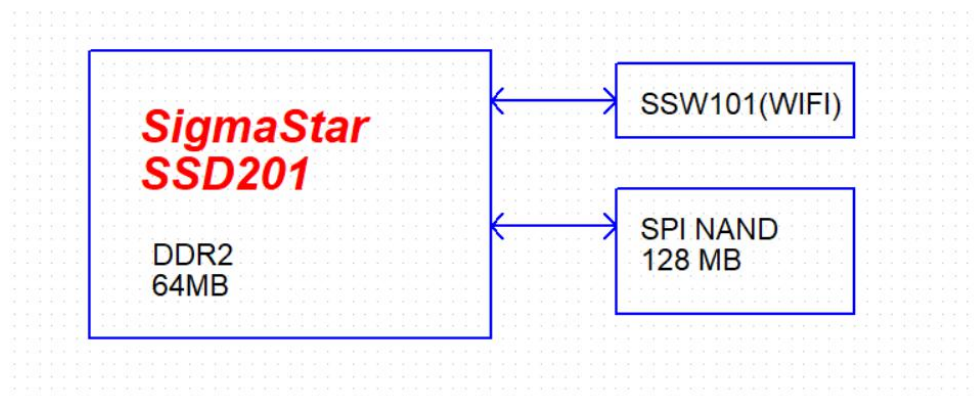 SigmaStar
SSD201
DDR2
64MB
SSW101(WIFI)
SPI NAND
128 MB